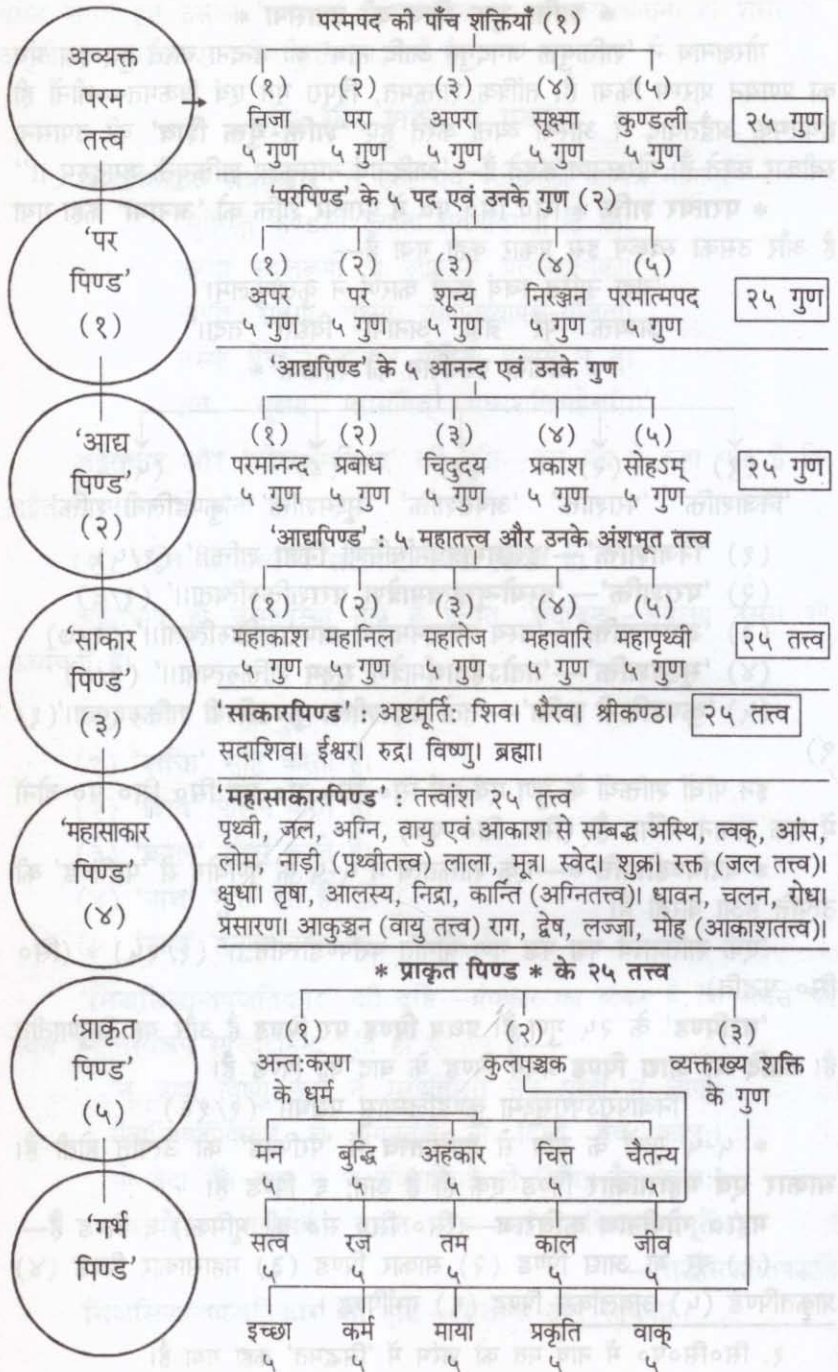 परमपद की पाँच शक्तियाँ (१)
अव्यक्त
परम
तत्त्व
(१) (२) (३) (४) (५)
निजा परा अपरा सूक्ष्मा कुण्डली
५ गुण ५ गुण ५ गुण ५ गुण ५ गुण
२५ गुण
'परपिण्ड' के ५ पद एवं उनके गुण (२)
'पर
पिण्ड'
(१)
(१) (२) (३) (४) (५)
अपर पर शून्य निरञ्जन परमात्मपद
५ गुण ५ गुण ५ गुण ५ गुण ५ गुण
२५ गुण
'आद्यपिण्ड' के ५ आनन्द एवं उनके गुण
'आद्य
पिण्ड'
(२)
(१) (२) (३) (४) (५)
परमानन्द प्रबोध चिदुदय प्रकाश सोहऽम्
५ गुण ५ गुण ५ गुण ५ गुण ५ गुण
२५ गुण
'आद्यपिण्ड' : ५ महातत्त्व और उनके अंशभूत तत्त्व
'साकार
पिण्ड'
(३)
(१) (२) (३) (४) (५)
महाकाश महानिल महातेज महावारि महापृथ्वी
५ गुण ५ गुण ५ गुण ५ गुण ५ गुण
२५ तत्त्व
'साकारपिण्ड' : अष्टमूर्ति: शिव। भैरव। श्रीकण्ठ। २५ तत्त्व
सदाशिव। ईश्वर। रुद्र। विष्णु। ब्रह्मा।
'महासाकार
पिण्ड'
(४)
'महासाकारपिण्ड' : तत्त्वांश २५ तत्त्व
पृथ्वी, जल, अग्नि, वायु एवं आकाश से सम्बद्ध अस्थि, त्वक्, मांस,
लोम, नाड़ी (पृथ्वीतत्त्व) लाला, मूत्र। स्वेद। शुक्र। रक्त (जल तत्त्व)।
क्षुधा। तृषा, आलस्य, निद्रा, कान्ति (अग्नितत्त्व)। धावन, चलन, रोध।
प्रसारण। आकुञ्चन (वायु तत्त्व) राग, द्वेष, लज्जा, मोह (आकाशतत्त्व)।
* प्राकृत पिण्ड * के २५ तत्त्व
'प्राकृत
पिण्ड'
(५)
(१) (२) (३)
अन्त:करण कुलपञ्चक व्यक्ताख्य शक्ति
के धर्म के गुण
मन बुद्धि अहंकार चित्त चैतन्य
५ ५ ५ ५ ५
'गर्भ
पिण्ड'
सत्व रज तम काल जीव
५ ५ ५ ५ ५
इच्छा कर्म माया प्रकृति वाक्
५ ५ ५ ५ ५